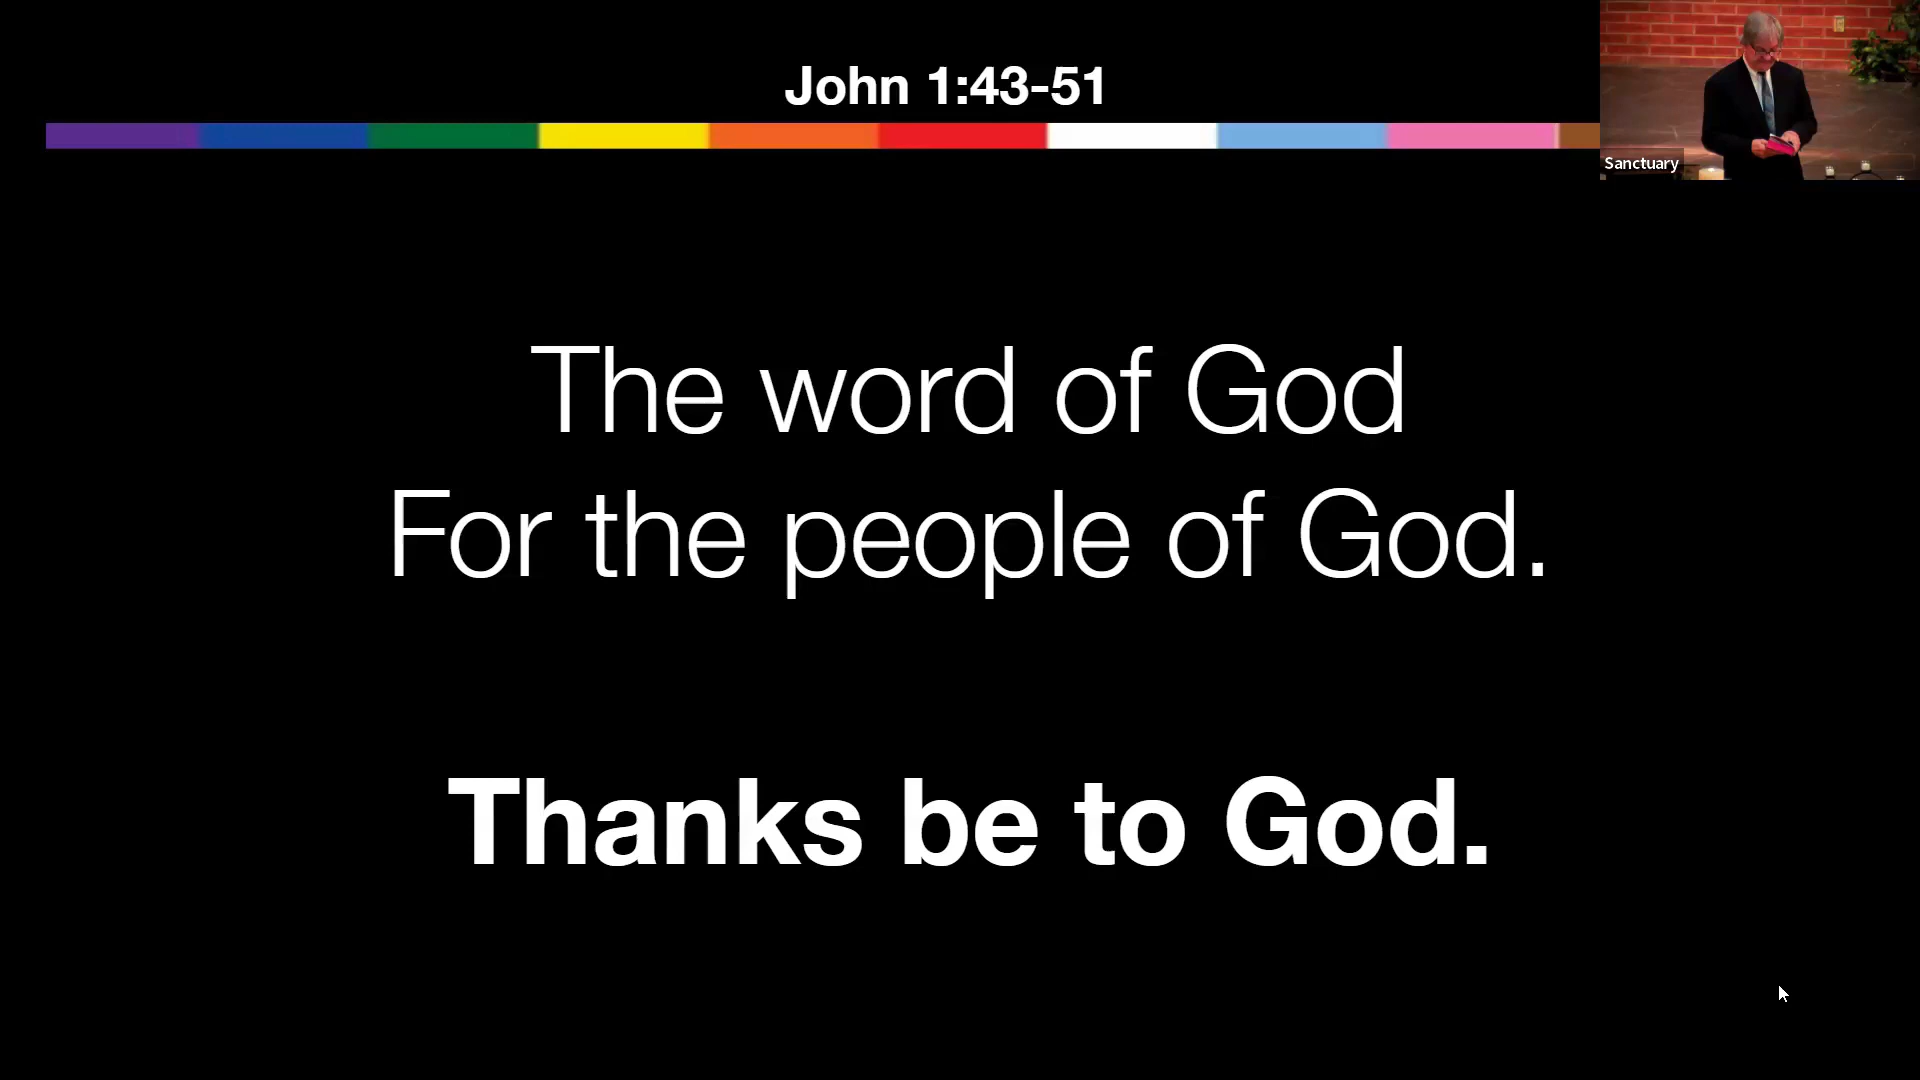 John 1:43-51
Sanctuary
The word of God
For the people of God.
Thanks be to God.